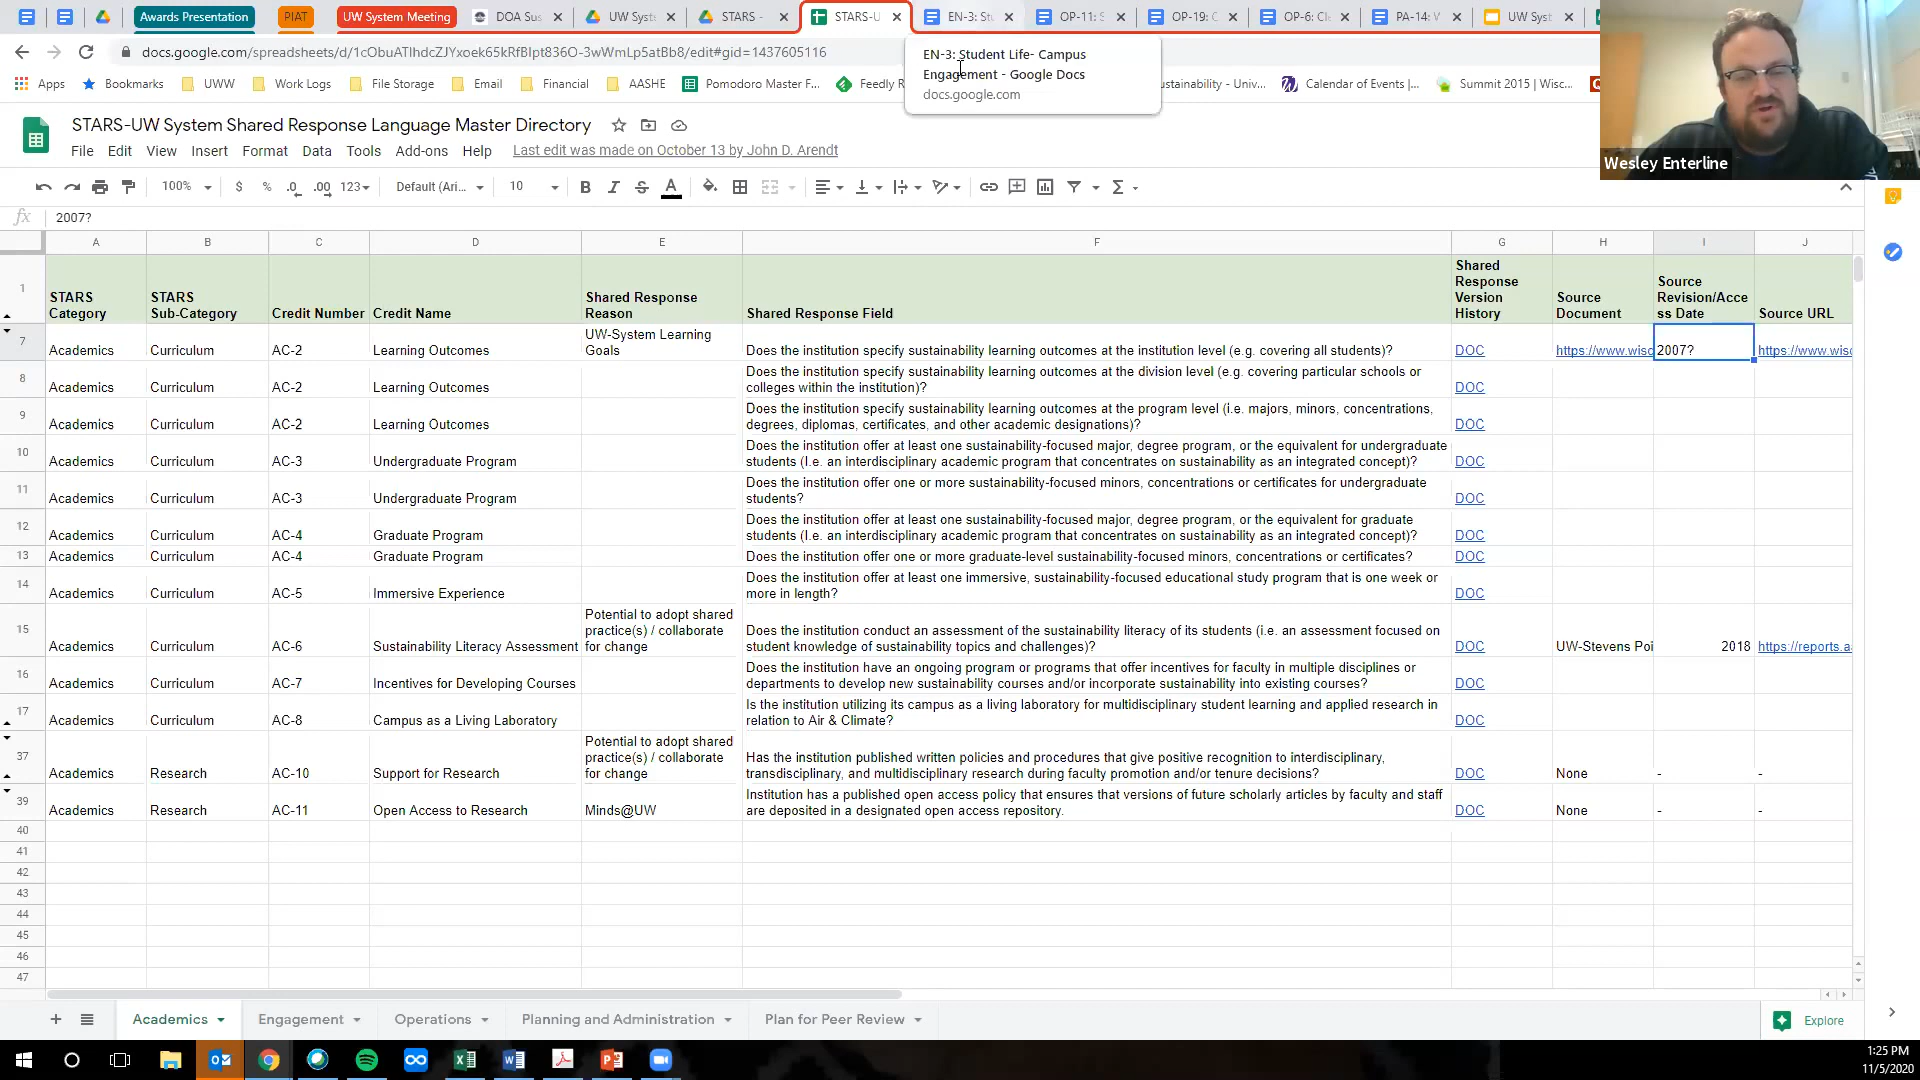 Awards Presentation
PIAT
UW System Meeting
DOA Sus
UW Syst
STARS -
STARS-U
EN-3: Stu
OP-11: S
OP-19: C
OP-6: Cle
PA-14: V
UW Syst
docs.google.com/spreadsheets/d/1cObuATIhdcZJYxoek65kRfBIpt836O-3wWmLp5atBb8/edit#gid=1437605116
EN-3: Student Life- Campus
Engagement - Google Docs
docs.google.com
Apps
Bookmarks
UWW
Work Logs
File Storage
Email
Financial
AASHE
Pomodoro Master F...
Feedly R
ustainability - Univ...
Calendar of Events |...
Summit 2015 | Wisc...
Wesley Enterline
STARS-UW System Shared Response Language Master Directory
File Edit View Insert Format Data Tools Add-ons Help Last edit was made on October 13 by John D. Arendt
100% $ % .0 .00 123 Default (Ari... 10 B I S A
fx 2007?
A B C D E F G H I J
1 STARS Category
STARS Sub-Category
Credit Number
Credit Name
Shared Response Reason
Shared Response Field
Shared Response Version History
Source Document
Source Revision/Acce ss Date
Source URL
7 Academics Curriculum AC-2 Learning Outcomes UW-System Learning Goals Does the institution specify sustainability learning outcomes at the institution level (e.g. covering all students)? DOC https://www.wisc 2007? https://www.wisc
8 Academics Curriculum AC-2 Learning Outcomes Does the institution specify sustainability learning outcomes at the division level (e.g. covering particular schools or colleges within the institution)? DOC
9 Academics Curriculum AC-2 Learning Outcomes Does the institution specify sustainability learning outcomes at the program level (i.e. majors, minors, concentrations, degrees, diplomas, certificates, and other academic designations)? DOC
10 Academics Curriculum AC-3 Undergraduate Program Does the institution offer at least one sustainability-focused major, degree program, or the equivalent for undergraduate students (I.e. an interdisciplinary academic program that concentrates on sustainability as an integrated concept)? DOC
11 Academics Curriculum AC-3 Undergraduate Program Does the institution offer one or more sustainability-focused minors, concentrations or certificates for undergraduate students? DOC
12 Academics Curriculum AC-4 Graduate Program Does the institution offer at least one sustainability-focused major, degree program, or the equivalent for graduate students (I.e. an interdisciplinary academic program that concentrates on sustainability as an integrated concept)? DOC
13 Academics Curriculum AC-4 Graduate Program Does the institution offer one or more graduate-level sustainability-focused minors, concentrations or certificates? DOC
14 Academics Curriculum AC-5 Immersive Experience Does the institution offer at least one immersive, sustainability-focused educational study program that is one week or more in length? DOC
15 Academics Curriculum AC-6 Sustainability Literacy Assessment Potential to adopt shared practice(s) / collaborate for change Does the institution conduct an assessment of the sustainability literacy of its students (i.e. an assessment focused on student knowledge of sustainability topics and challenges)? DOC UW-Stevens Poi 2018 https://reports.a
16 Academics Curriculum AC-7 Incentives for Developing Courses Does the institution have an ongoing program or programs that offer incentives for faculty in multiple disciplines or departments to develop new sustainability courses and/or incorporate sustainability into existing courses? DOC
17 Academics Curriculum AC-8 Campus as a Living Laboratory Is the institution utilizing its campus as a living laboratory for multidisciplinary student learning and applied research in relation to Air & Climate? DOC
37 Academics Research AC-10 Support for Research Potential to adopt shared practice(s) / collaborate for change Has the institution published written policies and procedures that give positive recognition to interdisciplinary, transdisciplinary, and multidisciplinary research during faculty promotion and/or tenure decisions? DOC None - -
39 Academics Research AC-11 Open Access to Research Minds@UW Institution has a published open access policy that ensures that versions of future scholarly articles by faculty and staff are deposited in a designated open access repository. DOC None - -
40
41
42
43
44
45
46
47
Academics Engagement Operations Planning and Administration Plan for Peer Review Explore
1:25 PM
11/5/2020